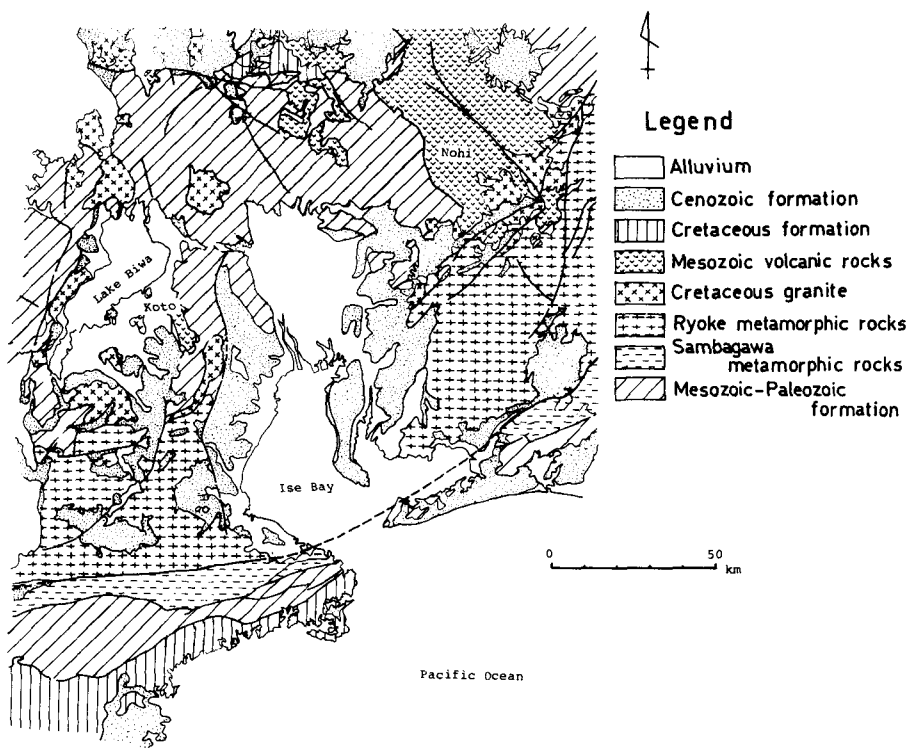 Nohi
Lake Biwa
Koto
Ise Bay
Pacific Ocean
Legend
Alluvium
Cenozoic formation
Cretaceous formation
Mesozoic volcanic rocks
Cretaceous granite
Ryoke metamorphic rocks
Sambagawa
metamorphic rocks
Mesozoic-Paleozoic
formation
0 50
km